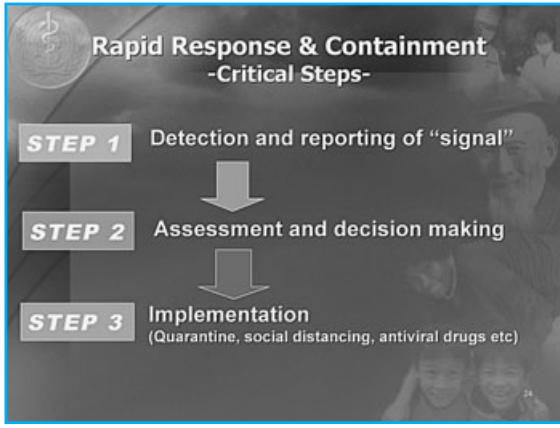 Rapid Response & Containment
-Critical Steps-
STEP 1
Detection and reporting of “signal”
STEP 2
Assessment and decision making
STEP 3
Implementation
(Quarantine, social distancing, antiviral drugs etc)
24